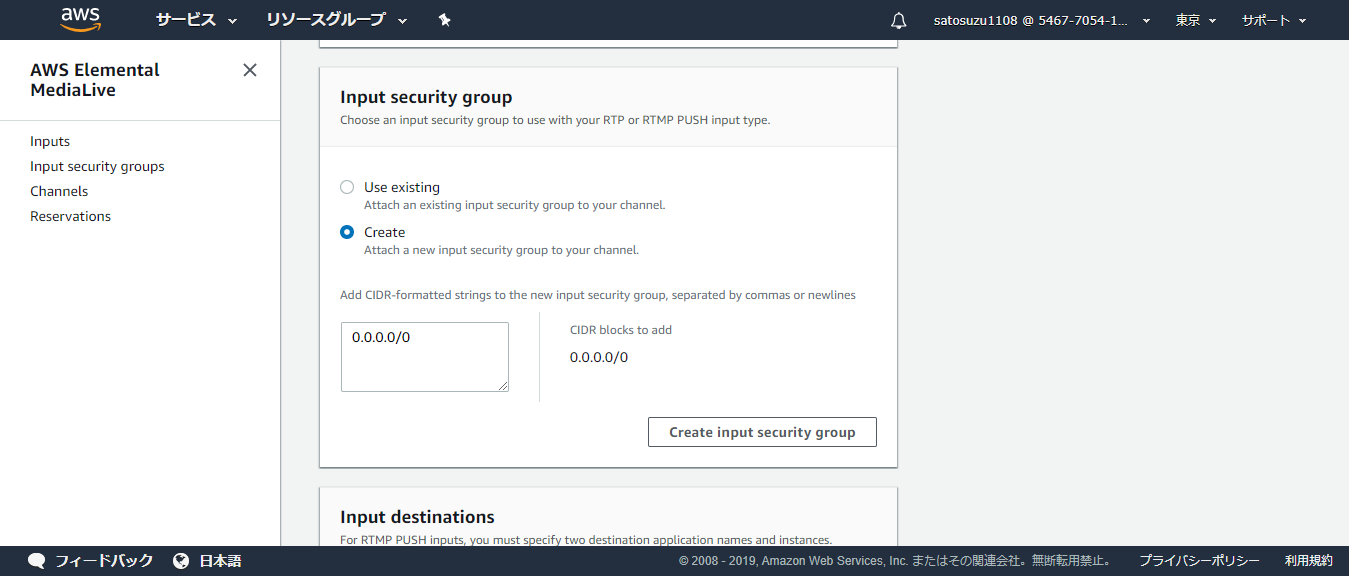 aws
サービス
リソースグループ
satosuzu1108 @ 5467-7054-1...
東京
サポート
AWS Elemental
MediaLive
Inputs
Input security groups
Channels
Reservations
Input security group
Choose an input security group to use with your RTP or RTMP PUSH input type.
Use existing
Attach an existing input security group to your channel.
Create
Attach a new input security group to your channel.
Add CIDR-formatted strings to the new input security group, separated by commas or newlines
0.0.0.0/0
CIDR blocks to add
0.0.0.0/0
Create input security group
Input destinations
For RTMP PUSH inputs, you must specify two destination application names and instances.
フィードバック
日本語
© 2008 - 2019, Amazon Web Services, Inc. またはその関連会社。無断転用禁止。
プライバシーポリシー
利用規約